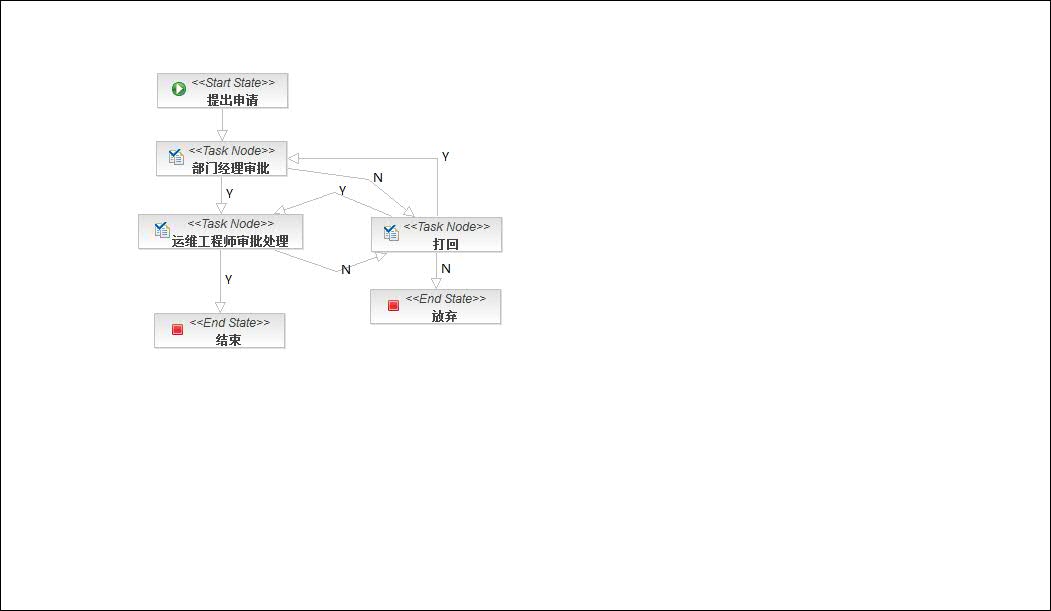 <<Start State>>
提出申请
<<Task Node>>
部门经理审批
Y
N
Y
y
<<Task Node>>
运维工程师审批处理
<<Task Node>>
打回
N
N
Y
<<End State>>
放弃
<<End State>>
结束